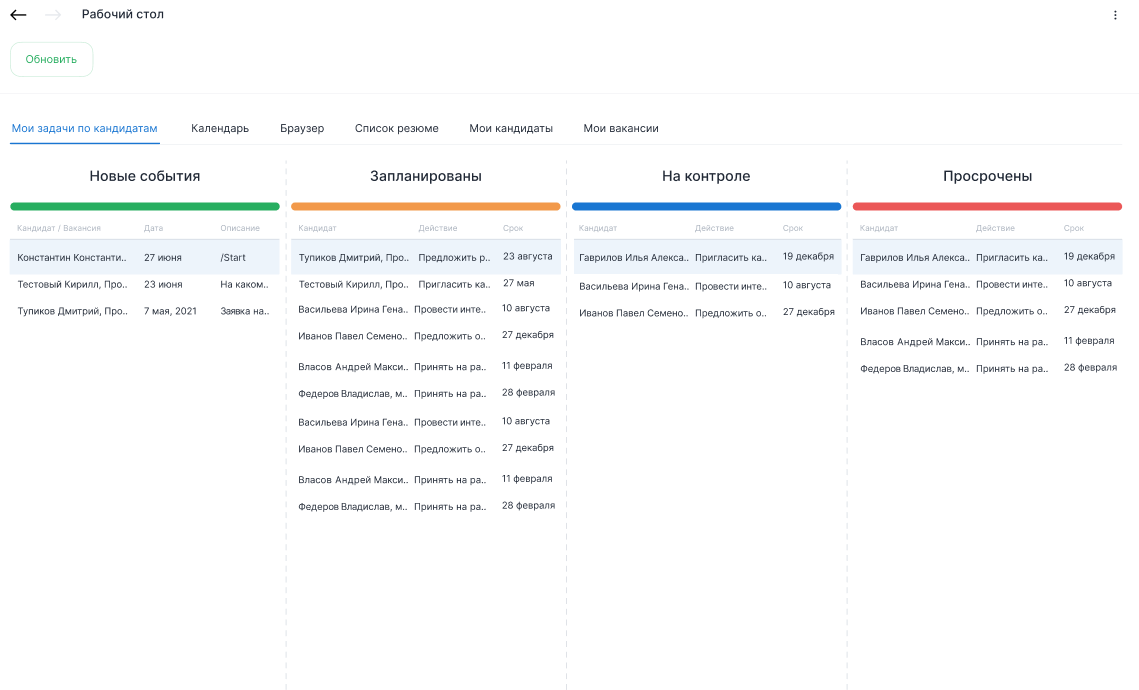 Рабочий стол
Обновить
Мои задачи по кандидатам Календарь Браузер Список резюме Мои кандидаты Мои вакансии
Новые события
Кандидат / Вакансия Дата Описание
Константин Константи.. 27 июня /Start
Тестовый Кирилл, Про.. 23 июня На каком..
Тупиков Дмитрий, Про.. 7 мая, 2021 Заявка на..
Запланированы
Кандидат Действие Срок
Тупиков Дмитрий, Про.. Предложить р.. 23 августа
Тестовый Кирилл, Про.. Пригласить ка.. 27 мая
Васильева Ирина Гена.. Провести инте.. 10 августа
Иванов Павел Семено.. Предложить о.. 27 декабря
Власов Андрей Макси.. Принять на ра.. 11 февраля
Федеров Владислав, м.. Принять на ра.. 28 февраля
Васильева Ирина Гена.. Провести инте.. 10 августа
Иванов Павел Семено.. Предложить о.. 27 декабря
Власов Андрей Макси.. Принять на ра.. 11 февраля
Федеров Владислав, м.. Принять на ра.. 28 февраля
На контроле
Кандидат Действие Срок
Гаврилов Илья Алекса.. Пригласить ка.. 19 декабря
Васильева Ирина Гена.. Провести инте.. 10 августа
Иванов Павел Семено.. Предложить о.. 27 декабря
Просрочены
Кандидат Действие Срок
Гаврилов Илья Алекса.. Пригласить ка.. 19 декабря
Васильева Ирина Гена.. Провести инте.. 10 августа
Иванов Павел Семено.. Предложить о.. 27 декабря
Власов Андрей Макси.. Принять на ра.. 11 февраля
Федеров Владислав, м.. Принять на ра.. 28 февраля